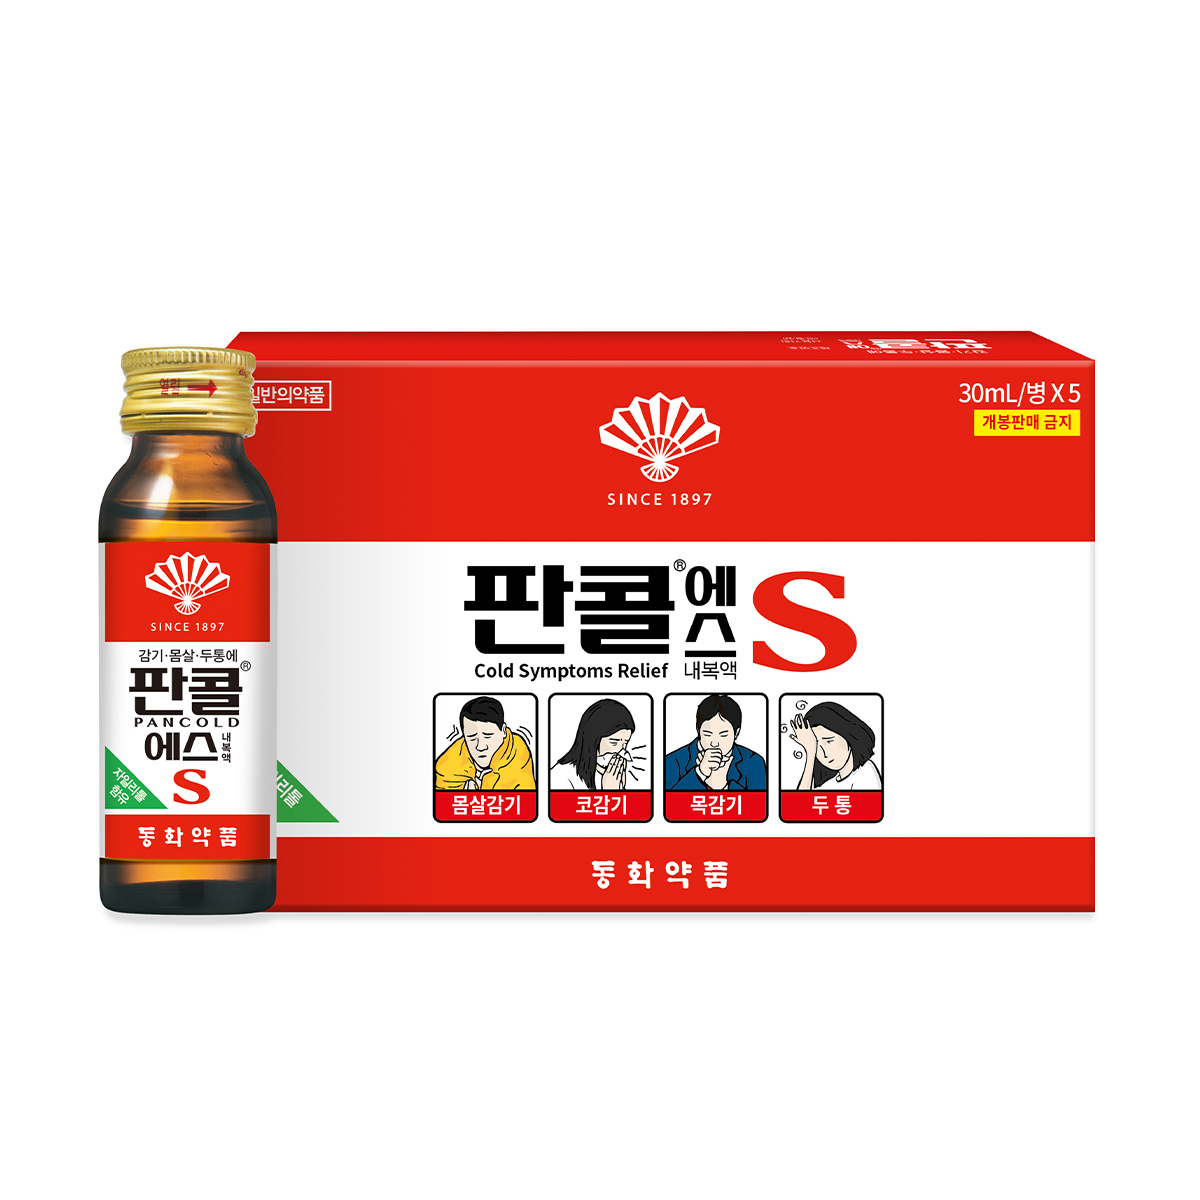 열림
일반의약품
30mL/병 X 5
개봉판매 금지
SINCE 1897
판콜® 에스 S
Cold Symptoms Relief 내복액
몸살감기
코감기
목감기
두통
동화약품
SINCE 1897
감기·몸살·두통에
판콜®
PANCOLD
에스 내복액
S
자일리톨
함유
동화약품